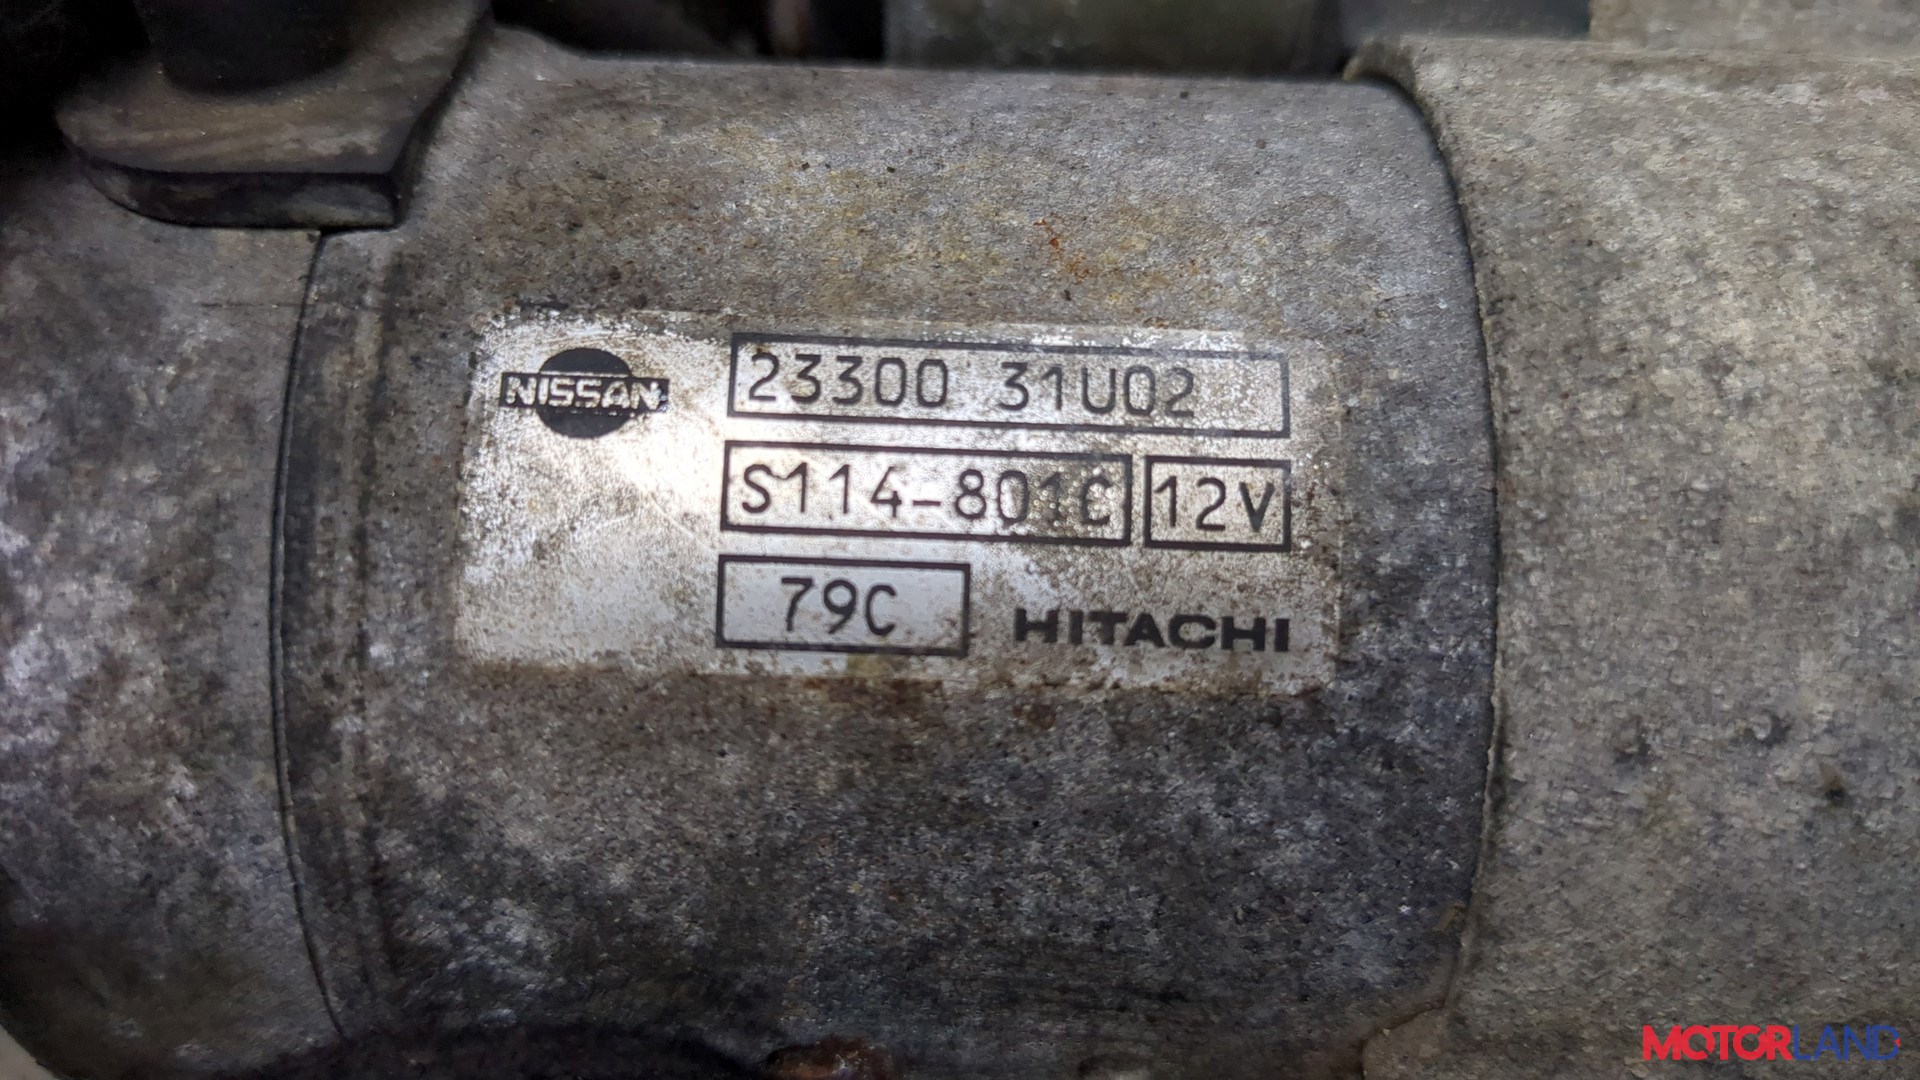 NISSAN
23300 31U02
S114-801C 12V
79C
HITACHI
MOTORLAND